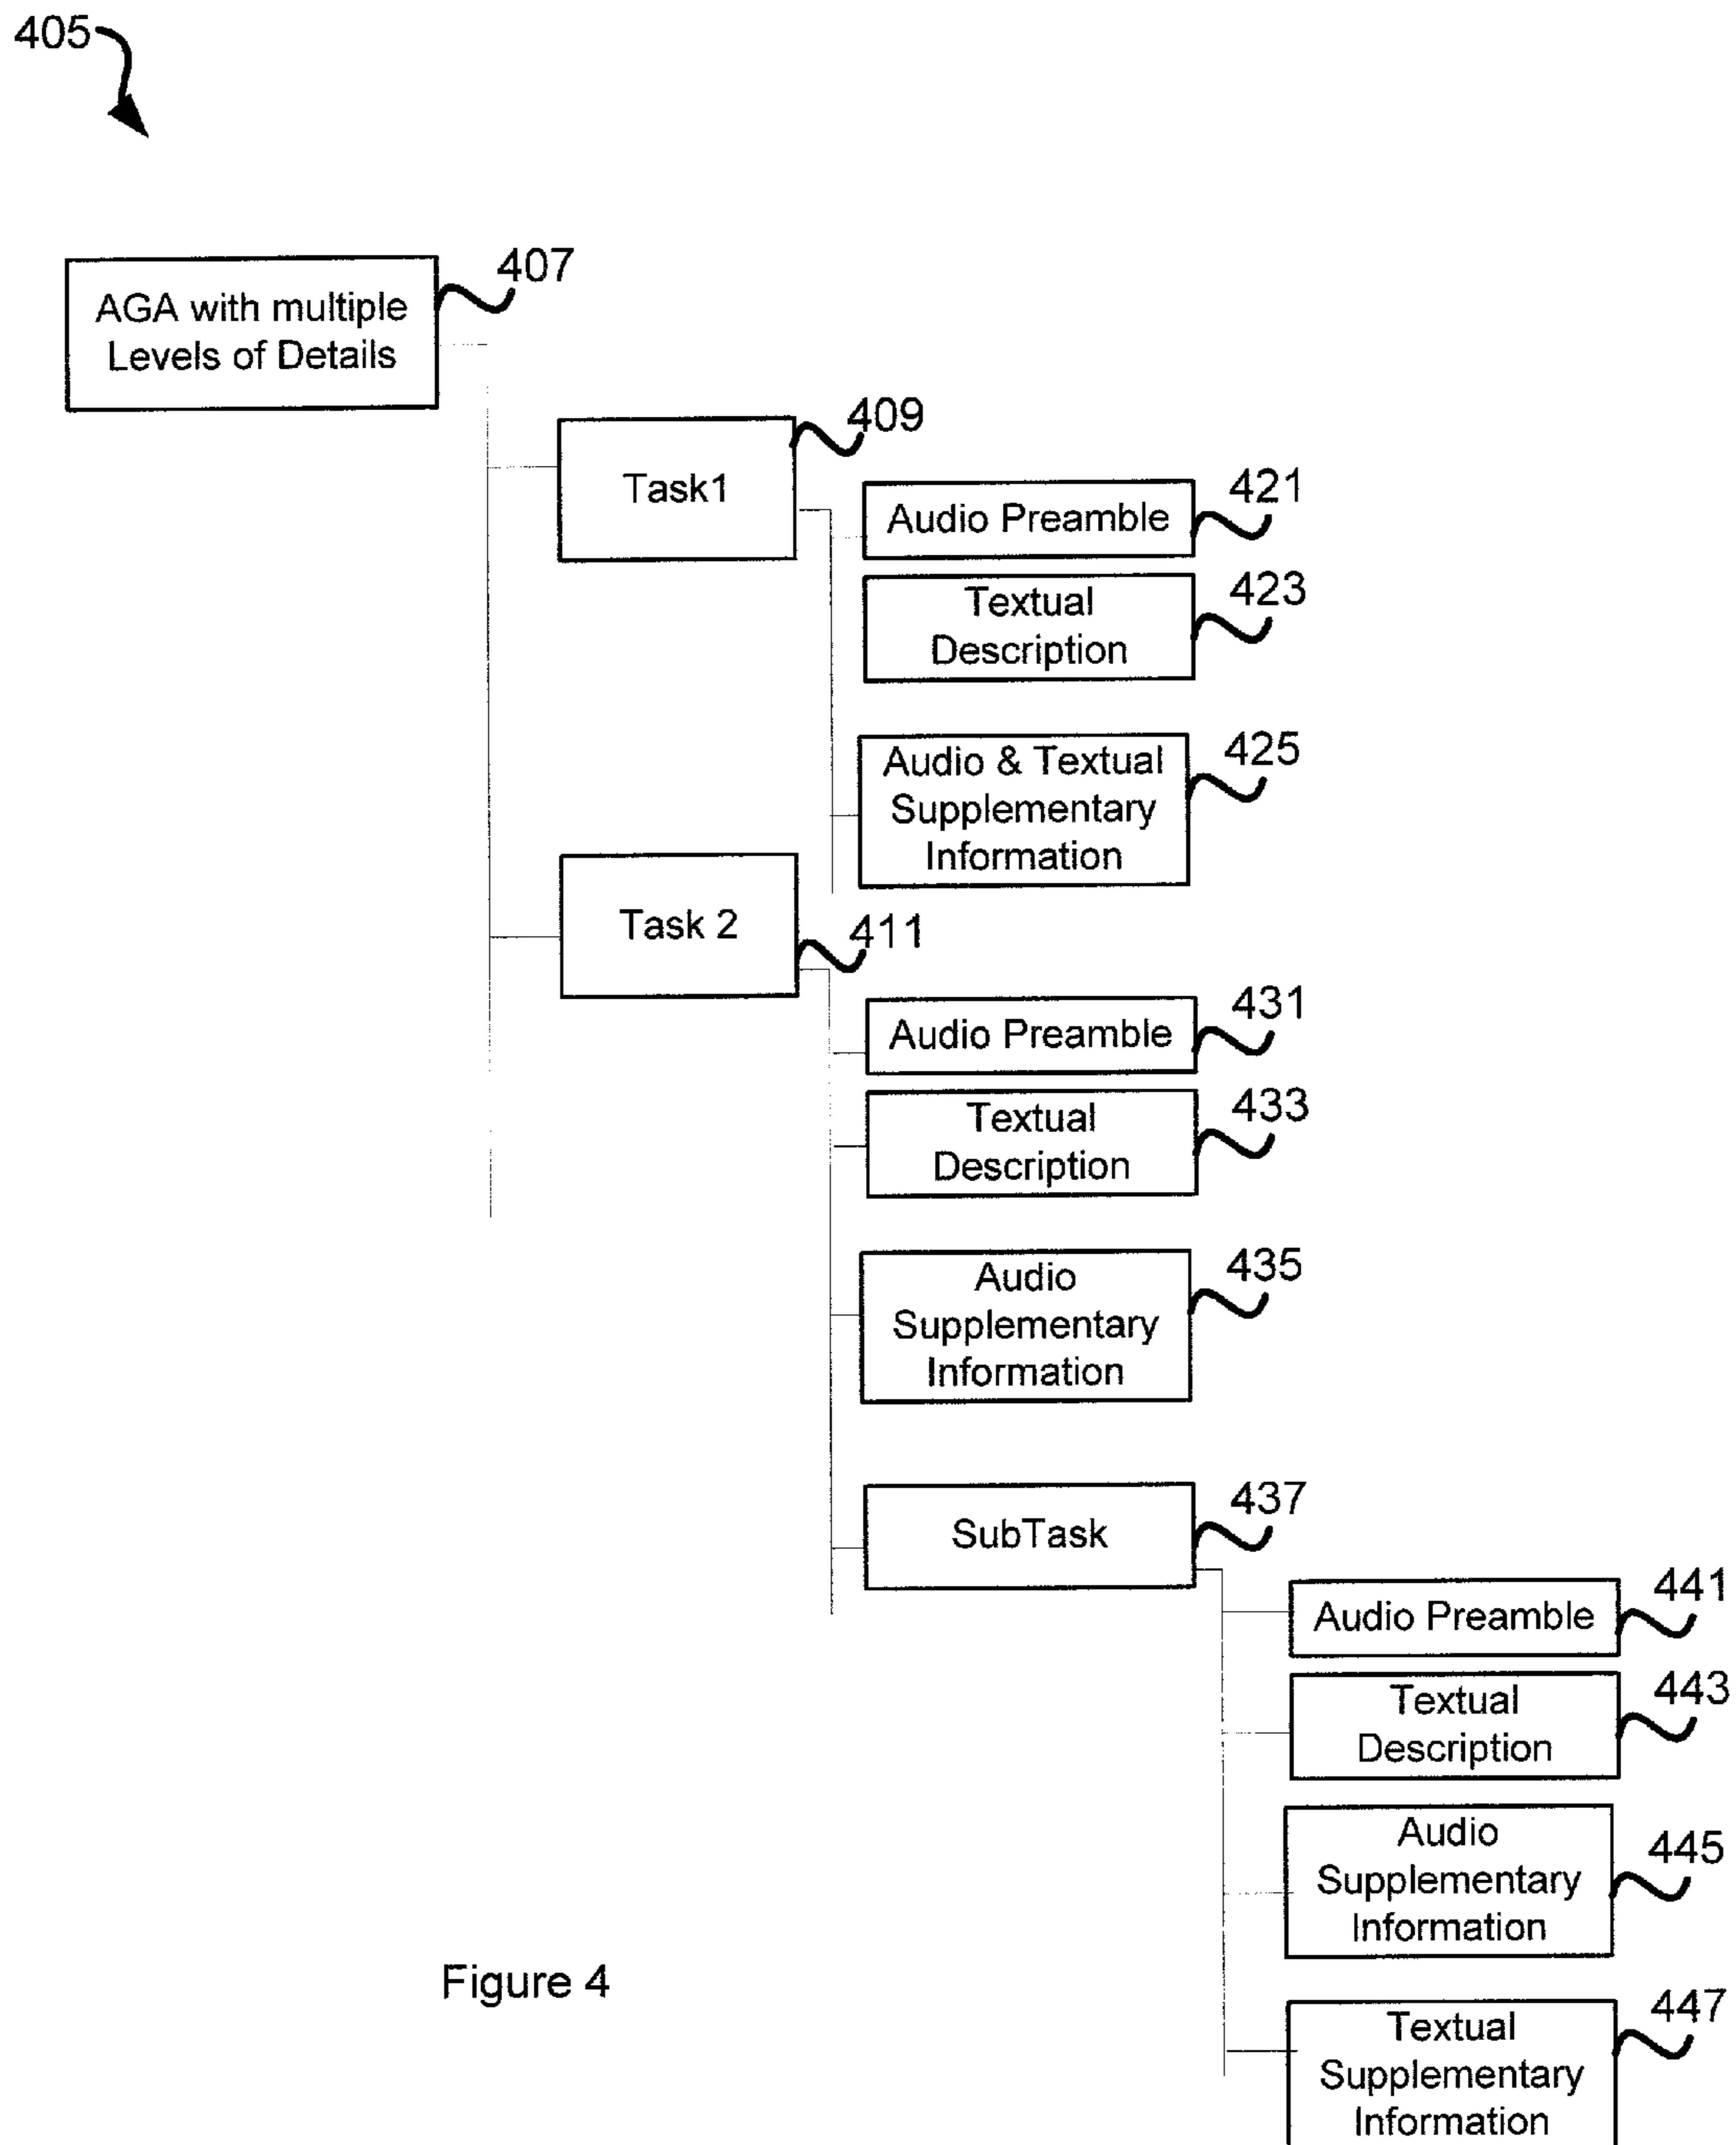 405
407
AGA with multiple
Levels of Details
409
Task1
421
Audio Preamble
423
Textual
Description
425
Audio & Textual
Supplementary
Information
Task 2
411
431
Audio Preamble
433
Textual
Description
435
Audio
Supplementary
Information
437
SubTask
441
Audio Preamble
443
Textual
Description
445
Audio
Supplementary
Information
Figure 4
447
Textual
Supplementary
Information